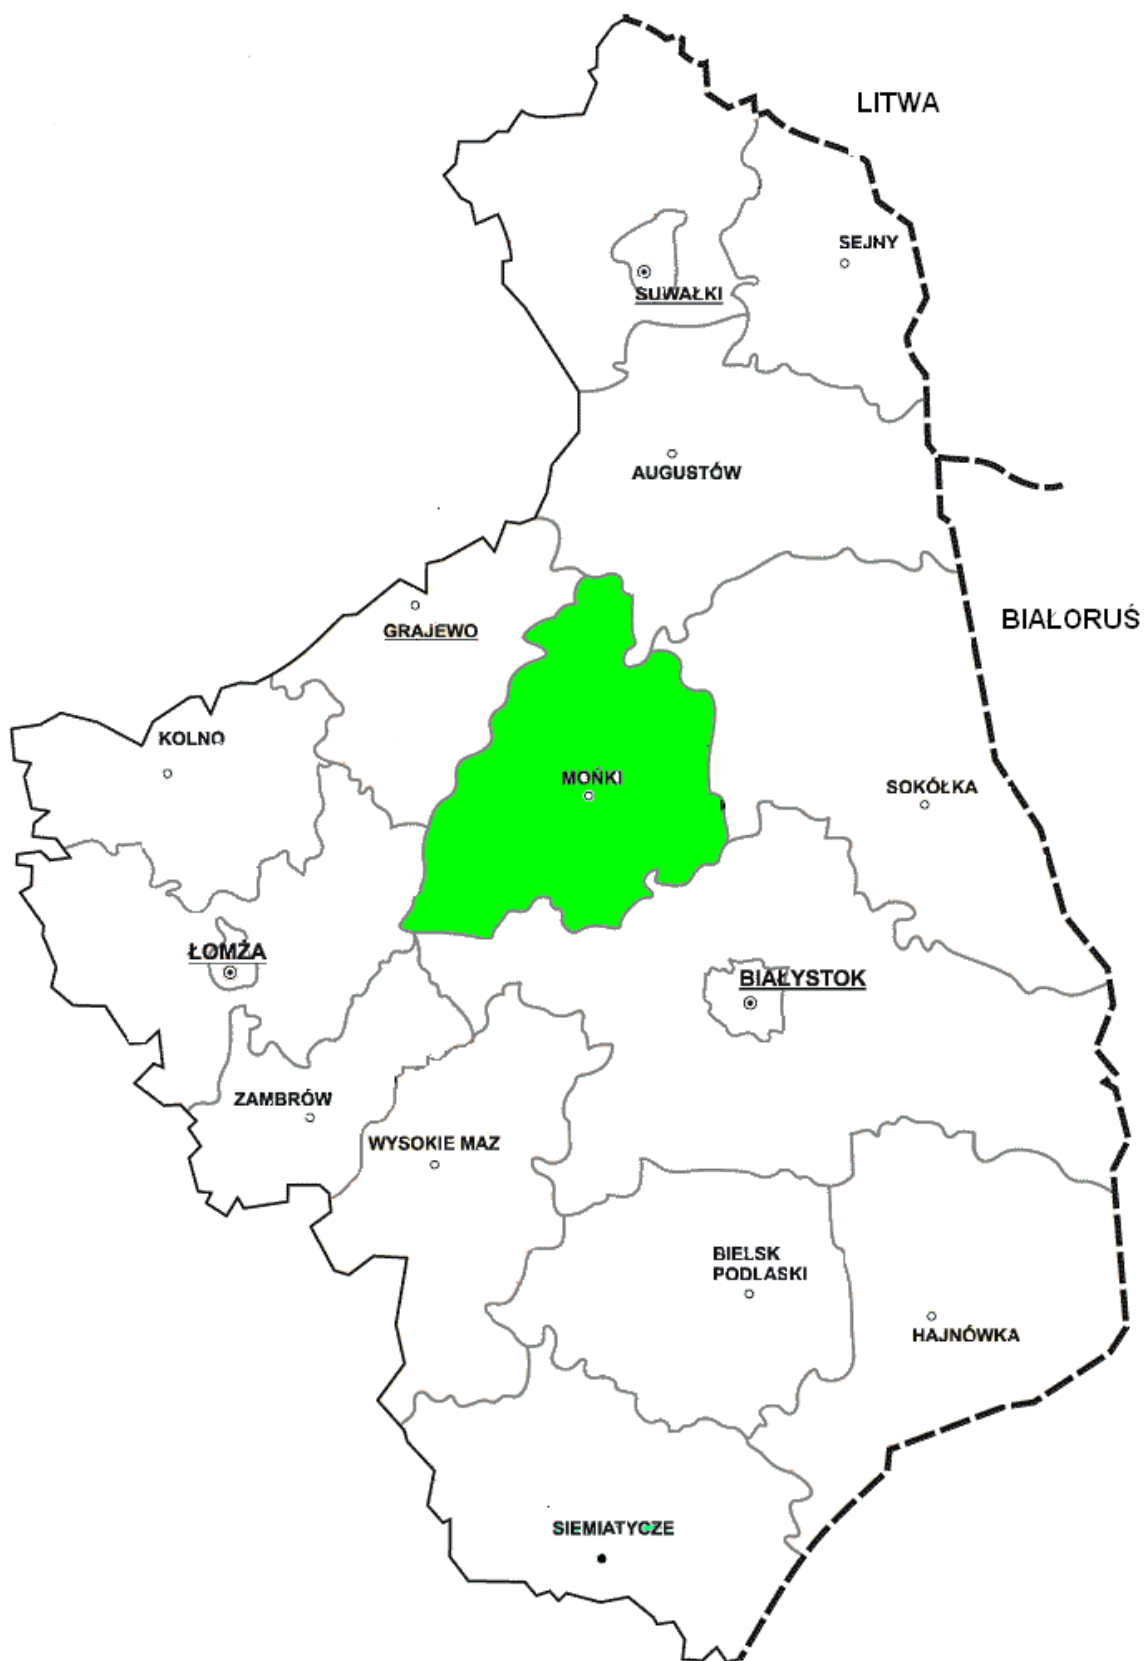 LITWA
SEJNY
SUWAŁKI
AUGUSTÓW
BIAŁORUŚ
GRAJEWO
KOLNO
MOŃKI
SOKÓŁKA
ŁOMŻA
BIAŁYSTOK
ZAMBRÓW
WYSOKIE MAZ
BIELSK
PODLASKI
HAJNÓWKA
SIEMIATYCZE